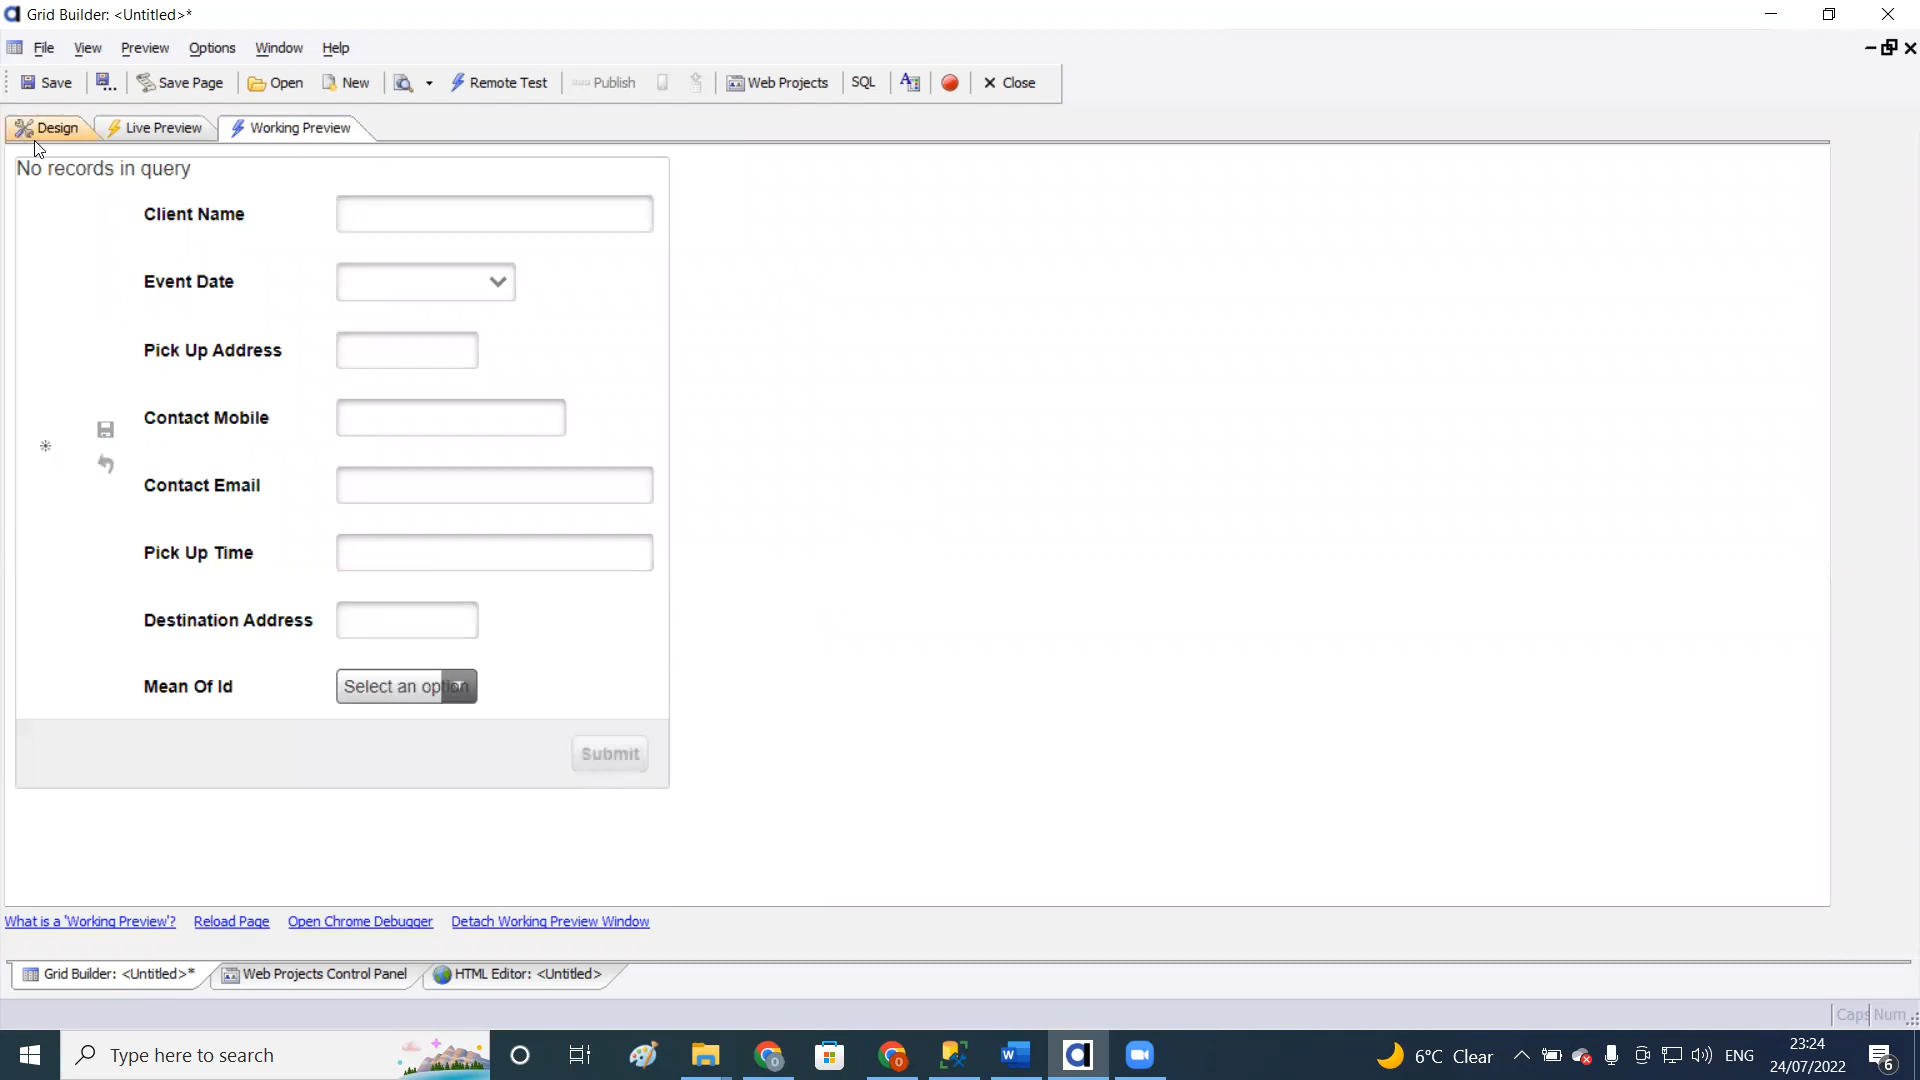 Grid Builder: <Untitled>*
File View Preview Options Window Help
Save Save Page Open New Remote Test Publish Web Projects SQL Close
Design Live Preview Working Preview
No records in query
Client Name
Event Date
Pick Up Address
Contact Mobile
Contact Email
Pick Up Time
Destination Address
Mean Of Id Select an option
Submit
What is a 'Working Preview'? Reload Page Open Chrome Debugger Detach Working Preview Window
Grid Builder: <Untitled>* Web Projects Control Panel HTML Editor: <Untitled>
Caps Num
Type here to search
6°C Clear
ENG
23:24
24/07/2022
6